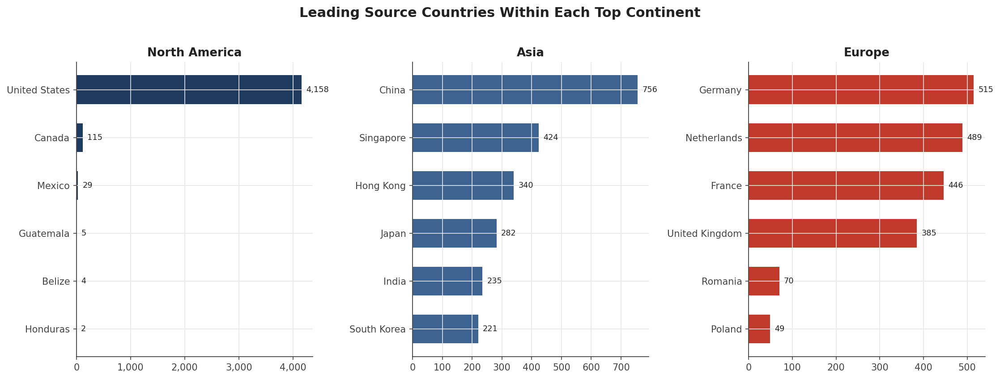 Leading Source Countries Within Each Top Continent
North America
United States
4,158
Canada
115
Mexico
29
Guatemala
5
Belize
4
Honduras
2
0 1,000 2,000 3,000 4,000
Asia
China
756
Singapore
424
Hong Kong
340
Japan
282
India
235
South Korea
221
0 100 200 300 400 500 600 700
Europe
Germany
515
Netherlands
489
France
446
United Kingdom
385
Romania
70
Poland
49
0 100 200 300 400 500